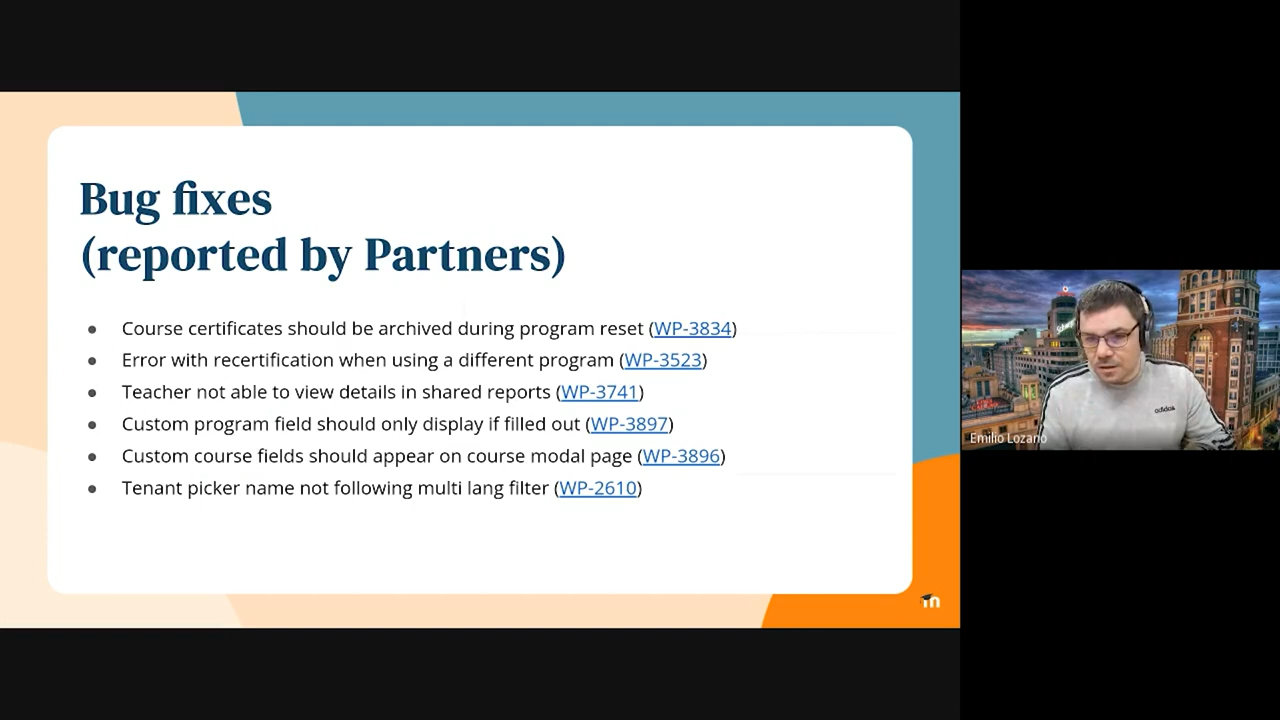 Bug fixes
(reported by Partners)
● Course certificates should be archived during program reset (WP-3834)
● Error with recertification when using a different program (WP-3523)
● Teacher not able to view details in shared reports (WP-3741)
● Custom program field should only display if filled out (WP-3897)
● Custom course fields should appear on course modal page (WP-3896)
● Tenant picker name not following multi lang filter (WP-2610)
m
adidas
Emilio Lozano